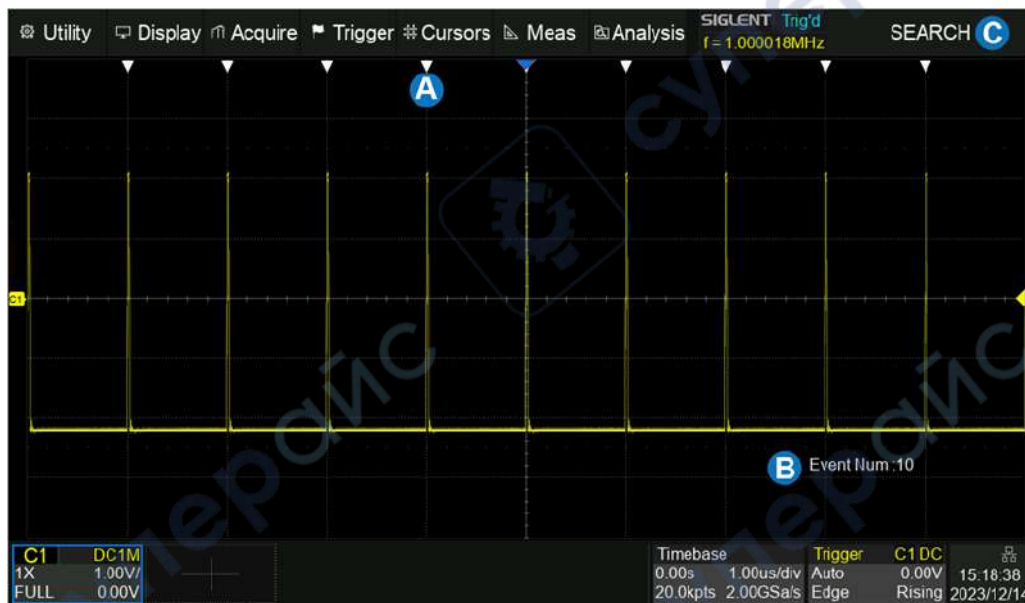 Utility Display Acquire Trigger Cursors Meas Analysis SIGLENT Trig'd SEARCH C
f = 1.000018MHz
A
C1
B Event Num :10
C1 DC1M
1X 1.00V/
FULL 0.00V
Timebase
0.00s 1.00us/div
20.0kpts 2.00GSa/s
Trigger C1 DC
Auto 0.00V
Edge Rising
15:18:38
2023/12/14
суперайс